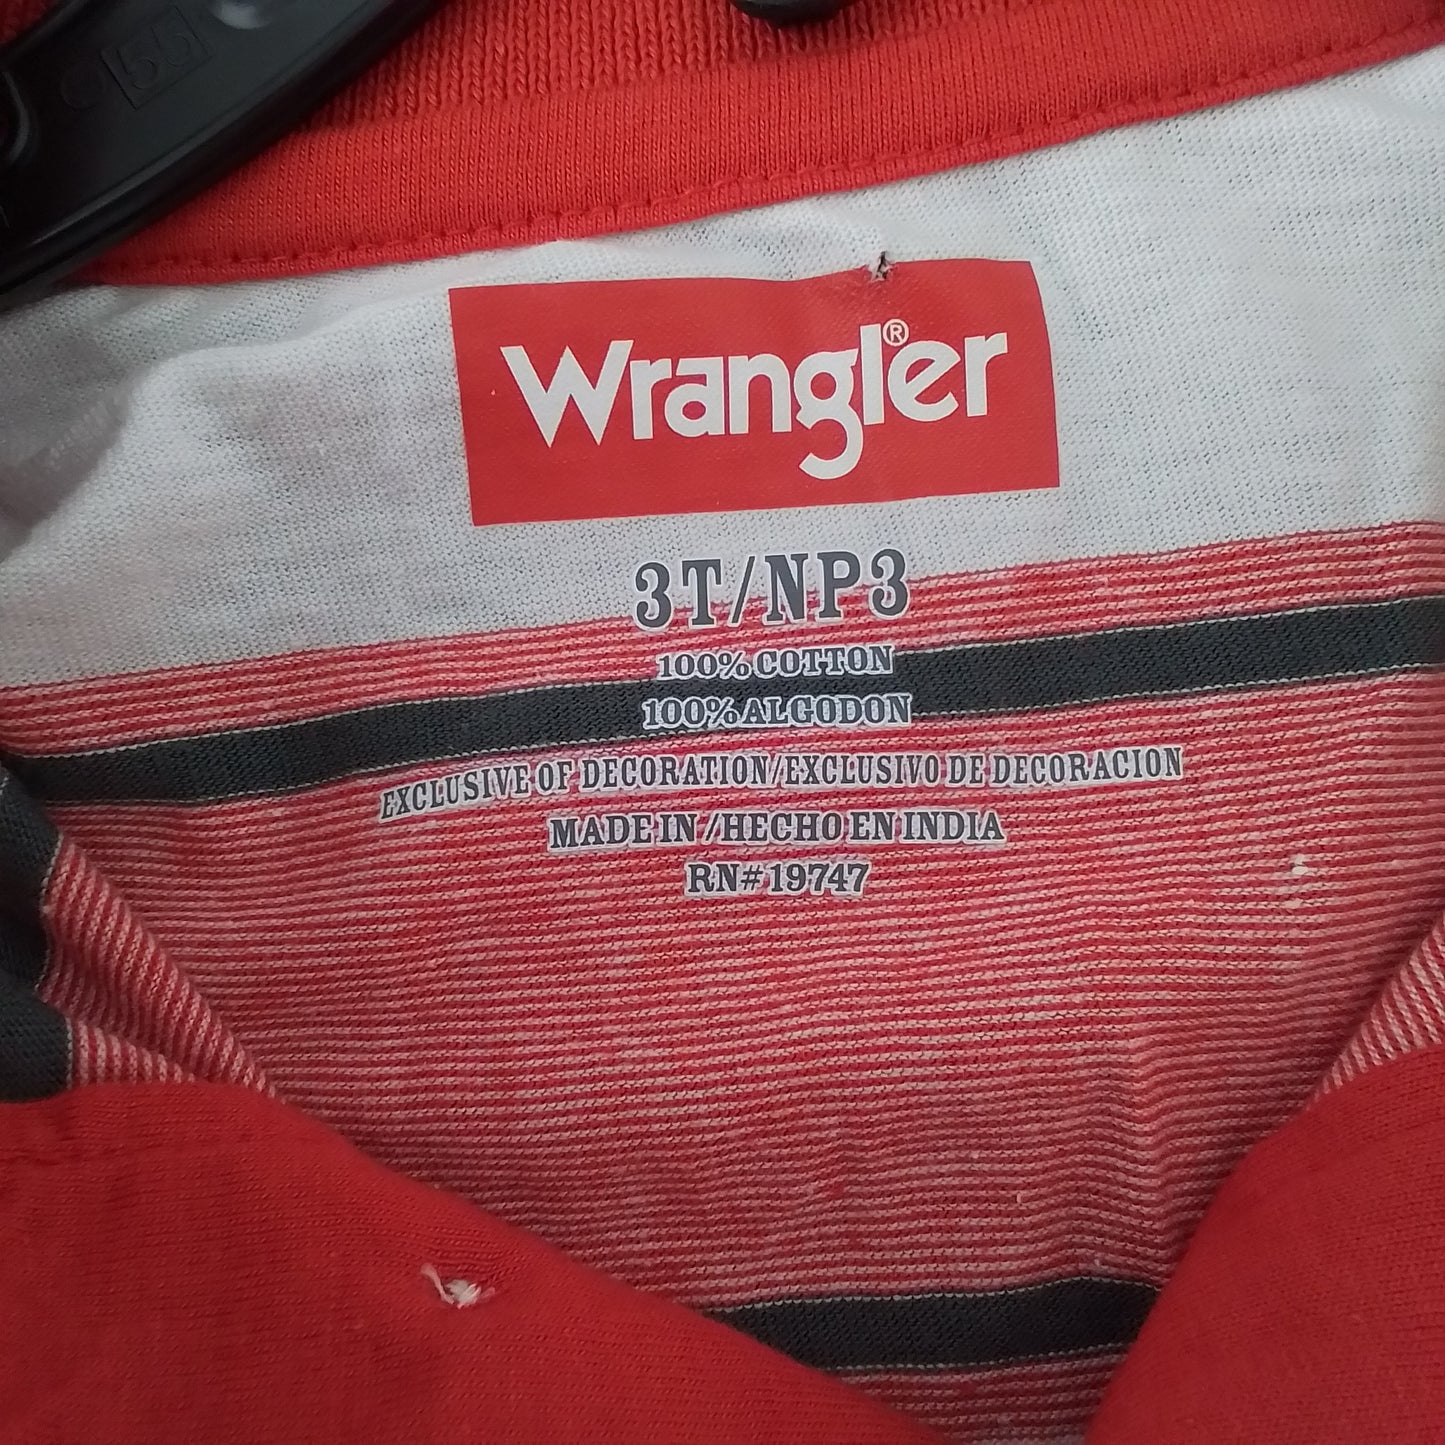 55
Wrangler®
3T/NP3
100% COTTON
100% ALGODON
EXCLUSIVE OF DECORATION/EXCLUSIVO DE DECORACION
MADE IN /HECHO EN INDIA
RN# 19747